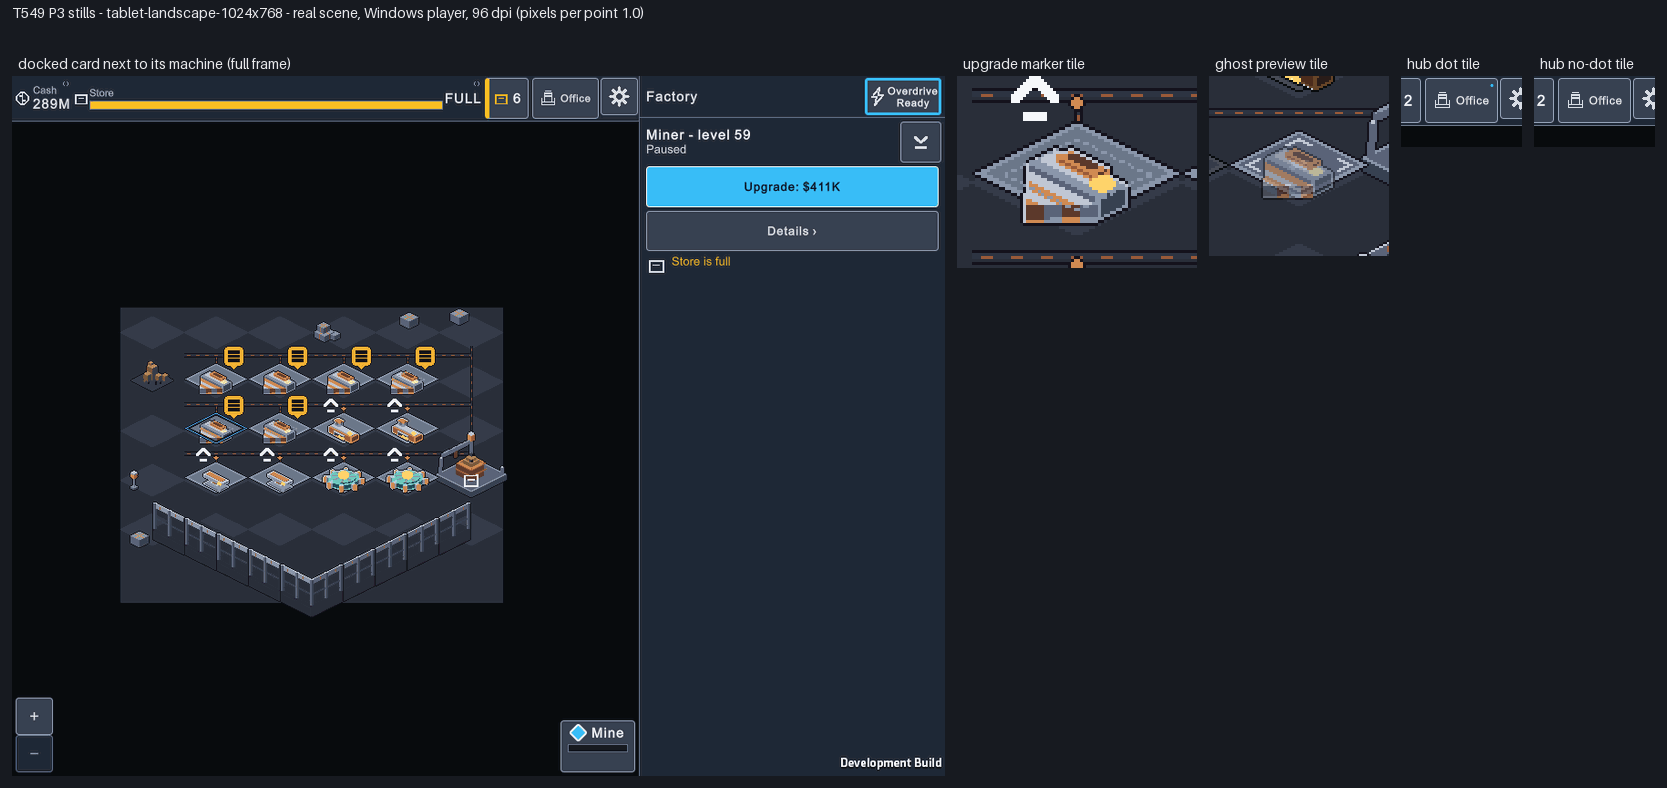 T549 P3 stills - tablet-landscape-1024x768 - real scene, Windows player, 96 dpi (pixels per point 1.0)
docked card next to its machine (full frame)
upgrade marker tile
ghost preview tile
hub dot tile
hub no-dot tile
Cash
289M
Store
FULL
6
Office
Factory
Overdrive
Ready
2
Office
2
Office
Miner - level 59
Paused
Upgrade: $411K
Details ›
Store is full
+
−
Mine
Development Build